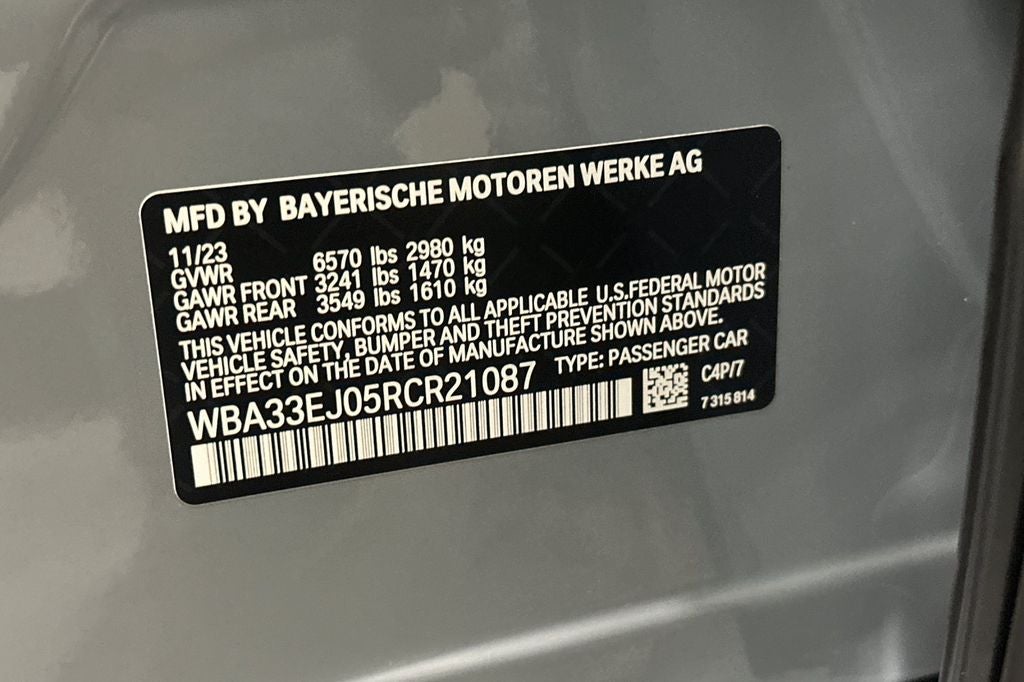 MFD BY BAYERISCHE MOTOREN WERKE AG
11/23
GVWR 6570 lbs 2980 kg
GAWR FRONT 3241 lbs 1470 kg
GAWR REAR 3549 lbs 1610 kg
THIS VEHICLE CONFORMS TO ALL APPLICABLE U.S.FEDERAL MOTOR
VEHICLE SAFETY, BUMPER AND THEFT PREVENTION STANDARDS
IN EFFECT ON THE DATE OF MANUFACTURE SHOWN ABOVE.
WBA33EJ05RCR21087 TYPE: PASSENGER CAR
C4P/7
7 315 814